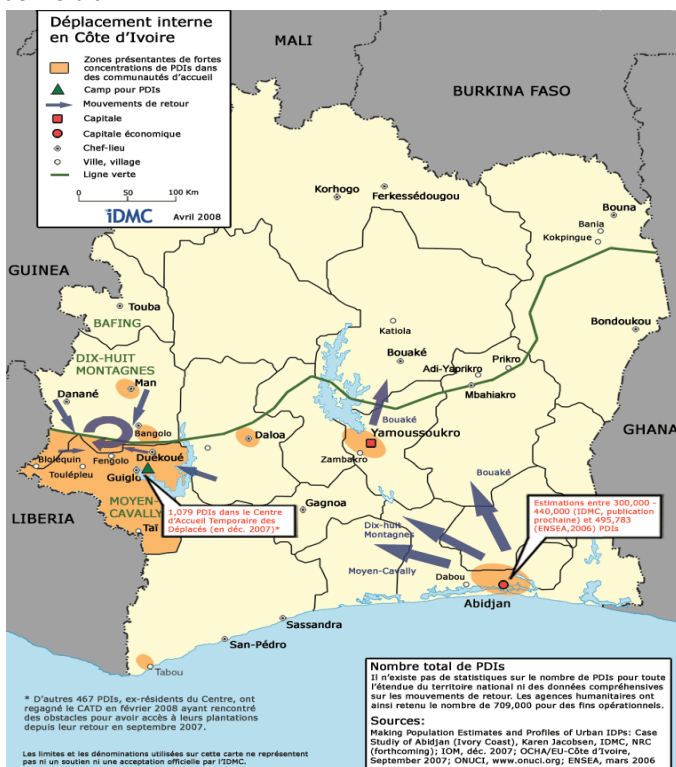 Déplacement interne
en Côte d'Ivoire
Zones présentantes de fortes
concentrations de PDIs dans
des communautés d'accueil
Camp pour PDIs
Mouvements de retour
Capitale
Capitale économique
Chef-lieu
Ville, village
Ligne verte
0 50 100 Km
iDMC Avril 2008
MALI
BURKINA FASO
GUINEA
GHANA
LIBERIA
Korhogo
Ferkessédougou
Bouna
Bania
Kokpingue
Touba
BAFING
Katiola
Bondoukou
DIX-HUIT
MONTAGNES
Bouaké
Prikro
Adi-Yaprikro
Man
Mbahiakro
Danané
Bouaké
Bangolo
Yamoussoukro
Daloa
Zambakro
Duékoué
Bloléquin
Fengolo
Toulépleu
Guiglo
Bouaké
MOYEN-
CAVALLY
Taï
1,079 PDIs dans le Centre
d'Accueil Temporaire des
Déplacés (en déc. 2007)*
Gagnoa
Estimations entre 300,000 -
440,000 (IDMC, publication
prochaine) et 495,783
(ENSEA,2006) PDIs
Dix-huit
Montagnes
Moyen-Cavally
Dabou
Abidjan
Sassandra
San-Pédro
Tabou
* D'autres 467 PDIs, ex-résidents du Centre, ont
regagné le CATD en février 2008 ayant rencontré
des obstacles pour avoir accès à leurs plantations
depuis leur retour en septembre 2007.
Les limites et les dénominations utilisées sur cette carte ne représentent
pas ni un soutien ni une acceptation officielle par l'IDMC.
Nombre total de PDIs
Il n'existe pas de statistiques sur le nombre de PDIs pour toute
l'étendue du territoire national ni des données compréhensives
sur les mouvements de retour. Les agences humanitaires ont
ainsi retenu le nombre de 709,000 pour des fins opérationnels.
Sources:
Making Population Estimates and Profiles of Urban IDPs: Case
Studiy of Abidjan (Ivory Coast), Karen Jacobsen, IDMC, NRC
(forthcoming); IOM, déc. 2007; OCHA/EU-Côte d'Ivoire,
September 2007; ONUCI, www.onuci.org; ENSEA, mars 2006